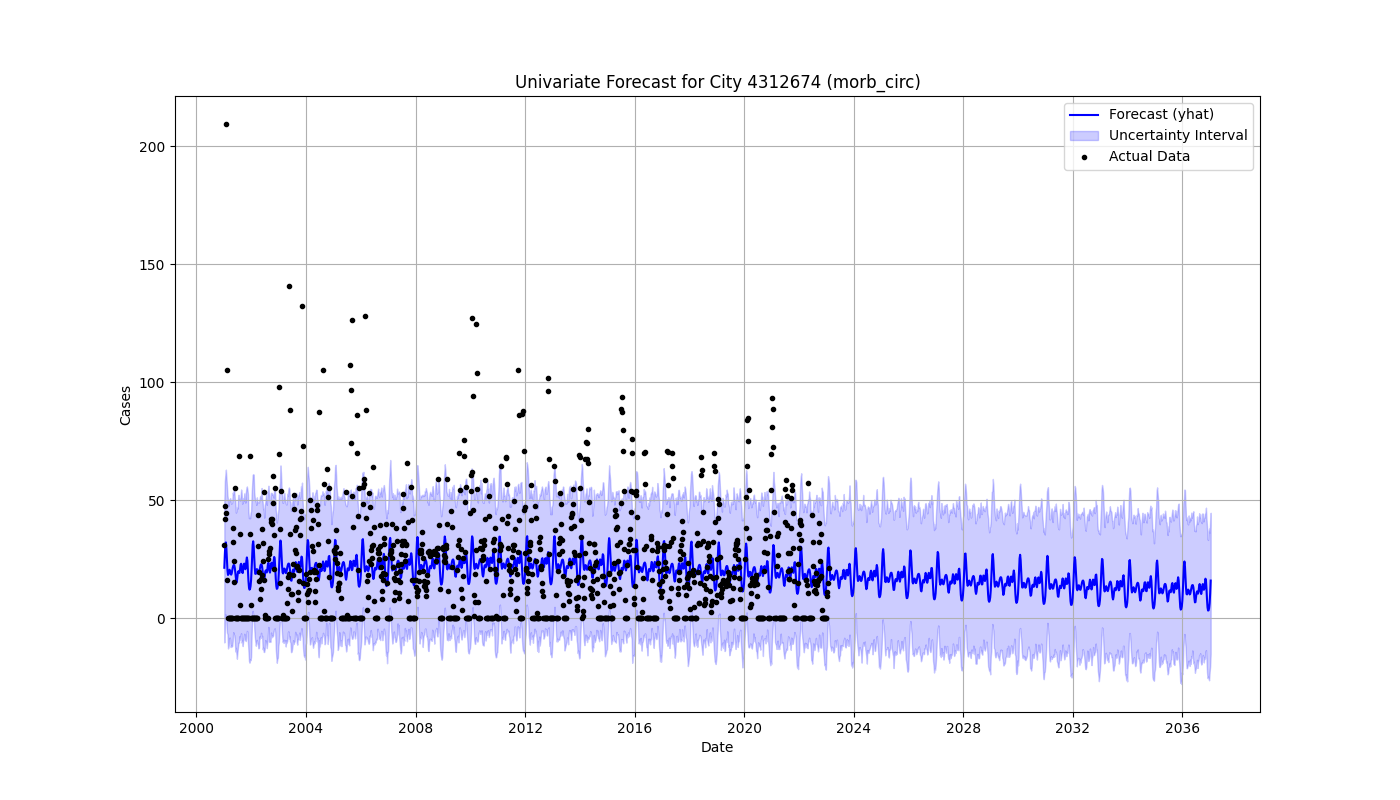 Univariate Forecast for City 4312674 (morb_circ)
Forecast (yhat)
Uncertainty Interval
Actual Data
Cases
200
150
100
50
0
2000 2004 2008 2012 2016 2020 2024 2028 2032 2036
Date